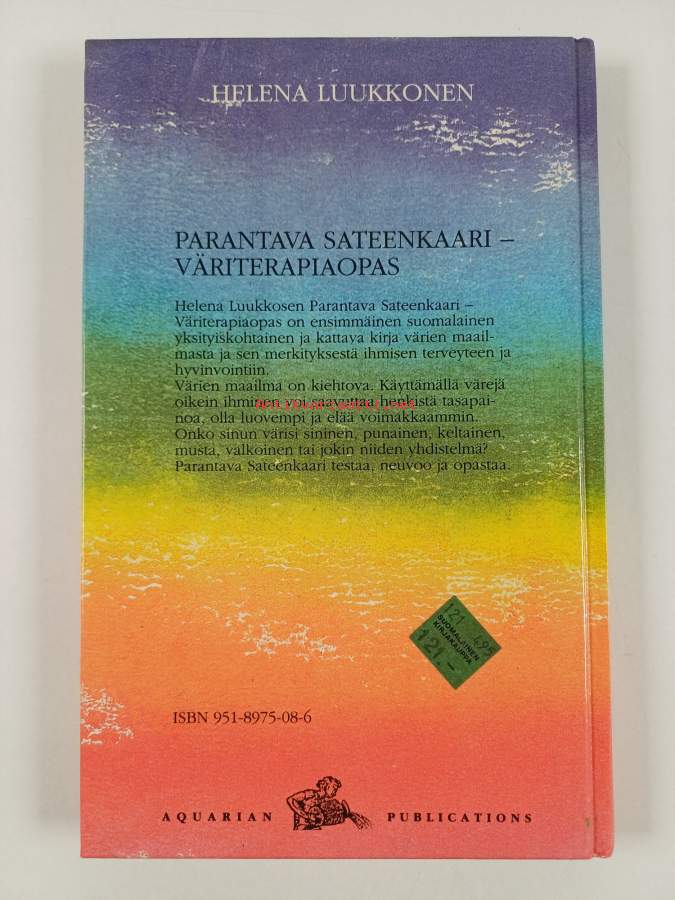 HELENA LUUKKONEN
PARANTAVA SATEENKAARI –
VÄRITERAPIAOPAS
Helena Luukkosen Parantava Sateenkaari –
Väriterapiaopas on ensimmäinen suomalainen
yksityiskohtainen ja kattava kirja värien maail-
masta ja sen merkityksestä ihmisen terveyteen ja
hyvinvointiin.
Värien maailma on kiehtova. Käyttämällä värejä
oikein ihminen voi saavuttaa henkistä tasapai-
noa, olla luovempi ja elää voimakkaammin.
Onko sinun värisi sininen, punainen, keltainen,
musta, valkoinen tai jokin niiden yhdistelmä?
Parantava Sateenkaari testaa, neuvoo ja opastaa.
121 495
SUOMALAINEN
KIRJAKAUPPA
121.–
ISBN 951-8975-08-6
AQUARIAN PUBLICATIONS